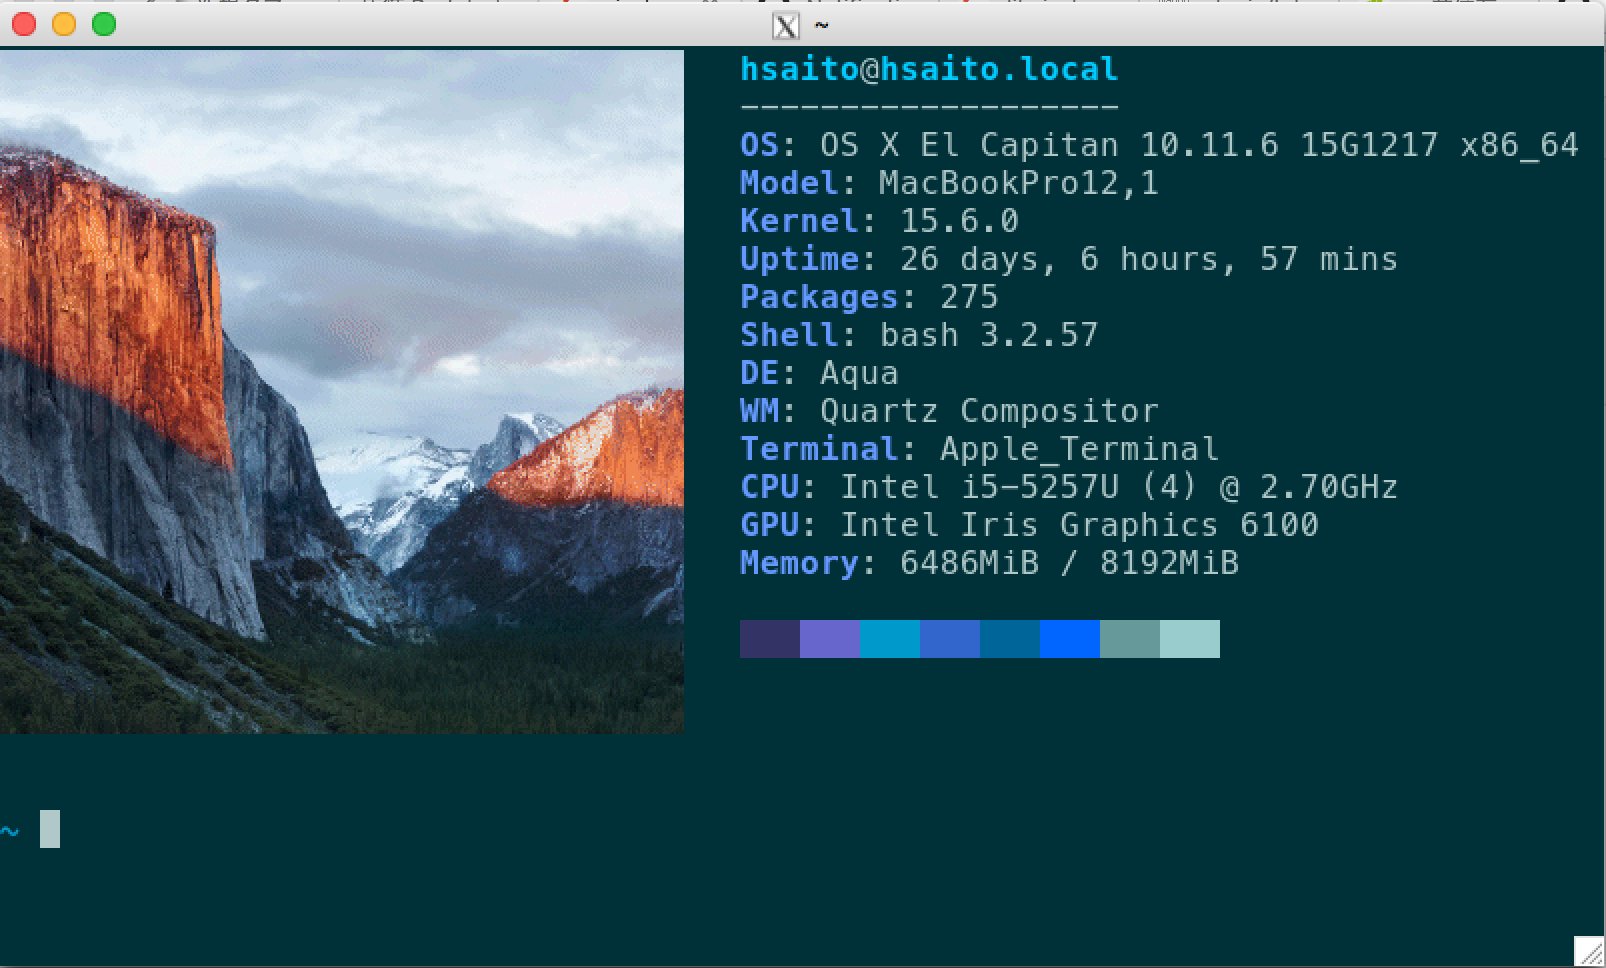 ~
hsaito@hsaito.local
-------------------
OS: OS X El Capitan 10.11.6 15G1217 x86_64
Model: MacBookPro12,1
Kernel: 15.6.0
Uptime: 26 days, 6 hours, 57 mins
Packages: 275
Shell: bash 3.2.57
DE: Aqua
WM: Quartz Compositor
Terminal: Apple_Terminal
CPU: Intel i5-5257U (4) @ 2.70GHz
GPU: Intel Iris Graphics 6100
Memory: 6486MiB / 8192MiB
~